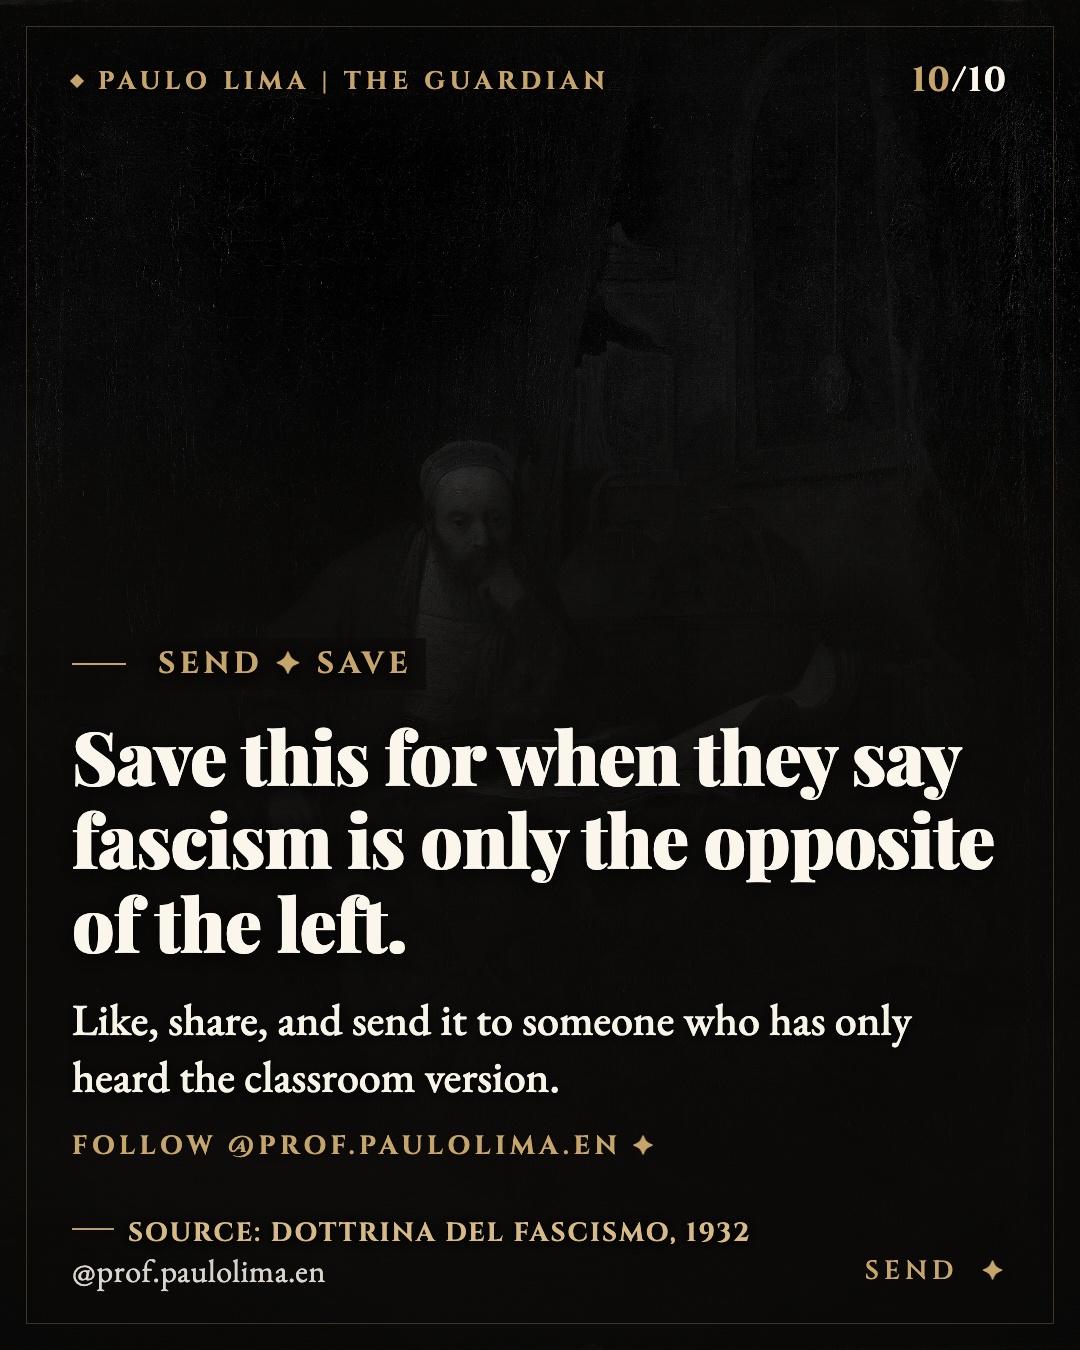 ◆ PAULO LIMA | THE GUARDIAN
10/10
SEND ✦ SAVE
Save this for when they say
fascism is only the opposite
of the left.
Like, share, and send it to someone who has only
heard the classroom version.
FOLLOW @PROF.PAULOLIMA.EN ✦
SOURCE: DOTTRINA DEL FASCISMO, 1932
@prof.paulolima.en
SEND ✦